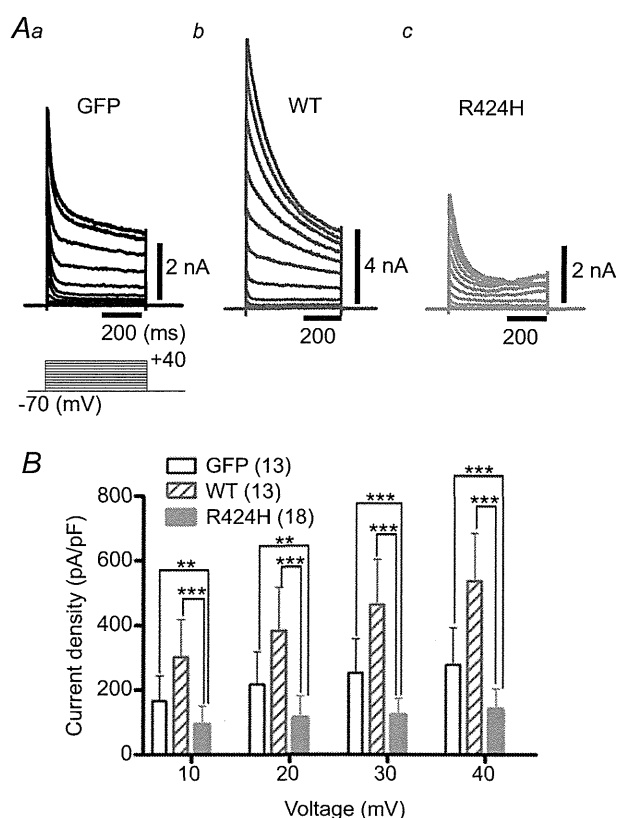 Aa
b
c
GFP
WT
R424H
2 nA
4 nA
2 nA
200 (ms)
200
200
+40
-70 (mV)
B
GFP (13)
WT (13)
R424H (18)
Current density (pA/pF)
800
600
400
200
0
**
***
**
***
***
***
***
***
10
20
30
40
Voltage (mV)